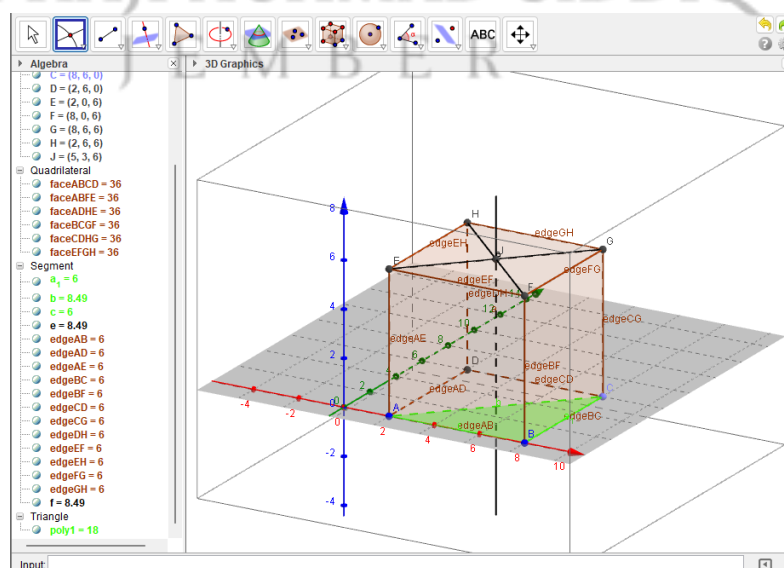 JEMBER
ABC
Algebra
3D Graphics
C = (8, 6, 0)
D = (2, 6, 0)
E = (2, 0, 6)
F = (8, 0, 6)
G = (8, 6, 6)
H = (2, 6, 6)
J = (5, 3, 6)
Quadrilateral
faceABCD = 36
faceABFE = 36
faceADHE = 36
faceBCGF = 36
faceCDHG = 36
faceEFGH = 36
Segment
a₁ = 6
b = 8.49
c = 6
e = 8.49
edgeAB = 6
edgeAD = 6
edgeAE = 6
edgeBC = 6
edgeBF = 6
edgeCD = 6
edgeCG = 6
edgeDH = 6
edgeEF = 6
edgeEH = 6
edgeFG = 6
edgeGH = 6
f = 8.49
Triangle
poly1 = 18
8
H
edgeGH
edgeEH
G
J
6
E
edgeEF
edgeFG
F
12
10
4
edgeAE
8
edgeCG
6
4
D
edgeBF
2
2
edgeCD
edgeAD
C
0
A
-4
-2
0
2
4
edgeAB
6
B
8
edgeBC
10
-2
-4
Input: